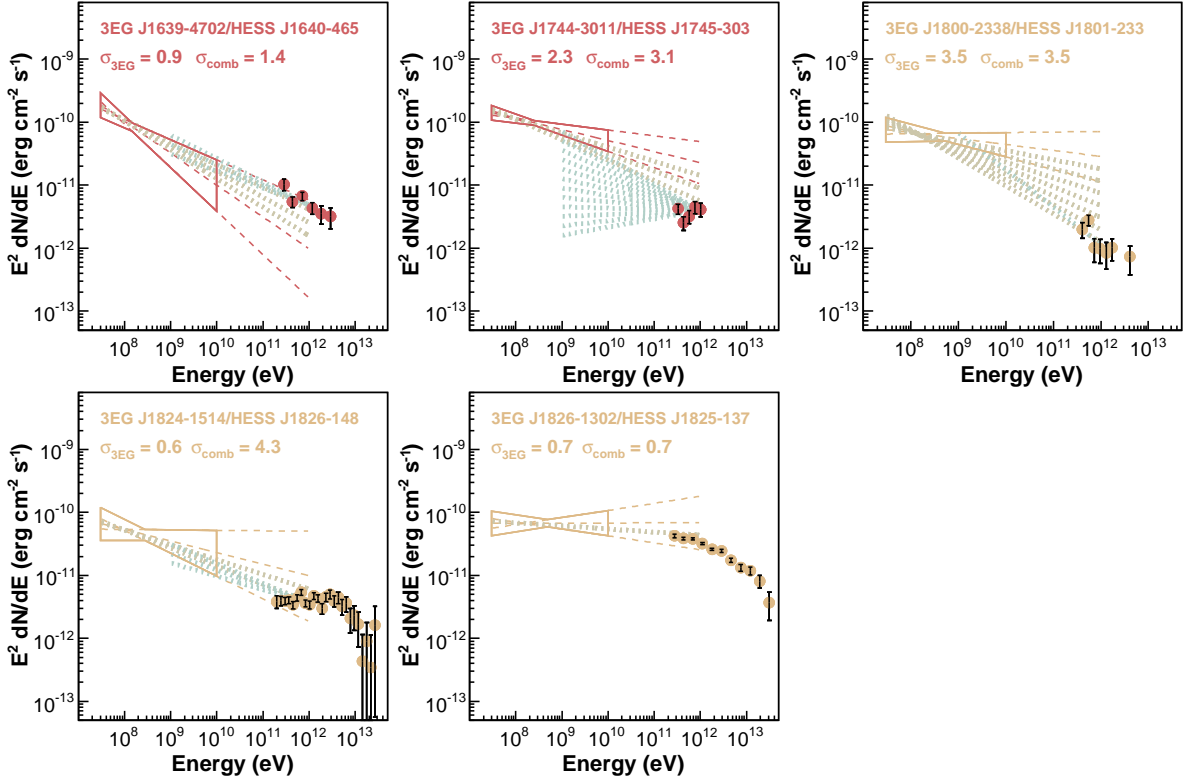 3EG J1639-4702/HESS J1640-465
σ3EG = 0.9 σcomb = 1.4
E² dN/dE (erg cm⁻² s⁻¹)
10⁻⁹
10⁻¹⁰
10⁻¹¹
10⁻¹²
10⁻¹³
10⁸ 10⁹ 10¹⁰ 10¹¹ 10¹² 10¹³
Energy (eV)
3EG J1744-3011/HESS J1745-303
σ3EG = 2.3 σcomb = 3.1
E² dN/dE (erg cm⁻² s⁻¹)
10⁻⁹
10⁻¹⁰
10⁻¹¹
10⁻¹²
10⁻¹³
10⁸ 10⁹ 10¹⁰ 10¹¹ 10¹² 10¹³
Energy (eV)
3EG J1800-2338/HESS J1801-233
σ3EG = 3.5 σcomb = 3.5
E² dN/dE (erg cm⁻² s⁻¹)
10⁻⁹
10⁻¹⁰
10⁻¹¹
10⁻¹²
10⁻¹³
10⁸ 10⁹ 10¹⁰ 10¹¹ 10¹² 10¹³
Energy (eV)
3EG J1824-1514/HESS J1826-148
σ3EG = 0.6 σcomb = 4.3
E² dN/dE (erg cm⁻² s⁻¹)
10⁻⁹
10⁻¹⁰
10⁻¹¹
10⁻¹²
10⁻¹³
10⁸ 10⁹ 10¹⁰ 10¹¹ 10¹² 10¹³
Energy (eV)
3EG J1826-1302/HESS J1825-137
σ3EG = 0.7 σcomb = 0.7
E² dN/dE (erg cm⁻² s⁻¹)
10⁻⁹
10⁻¹⁰
10⁻¹¹
10⁻¹²
10⁻¹³
10⁸ 10⁹ 10¹⁰ 10¹¹ 10¹² 10¹³
Energy (eV)